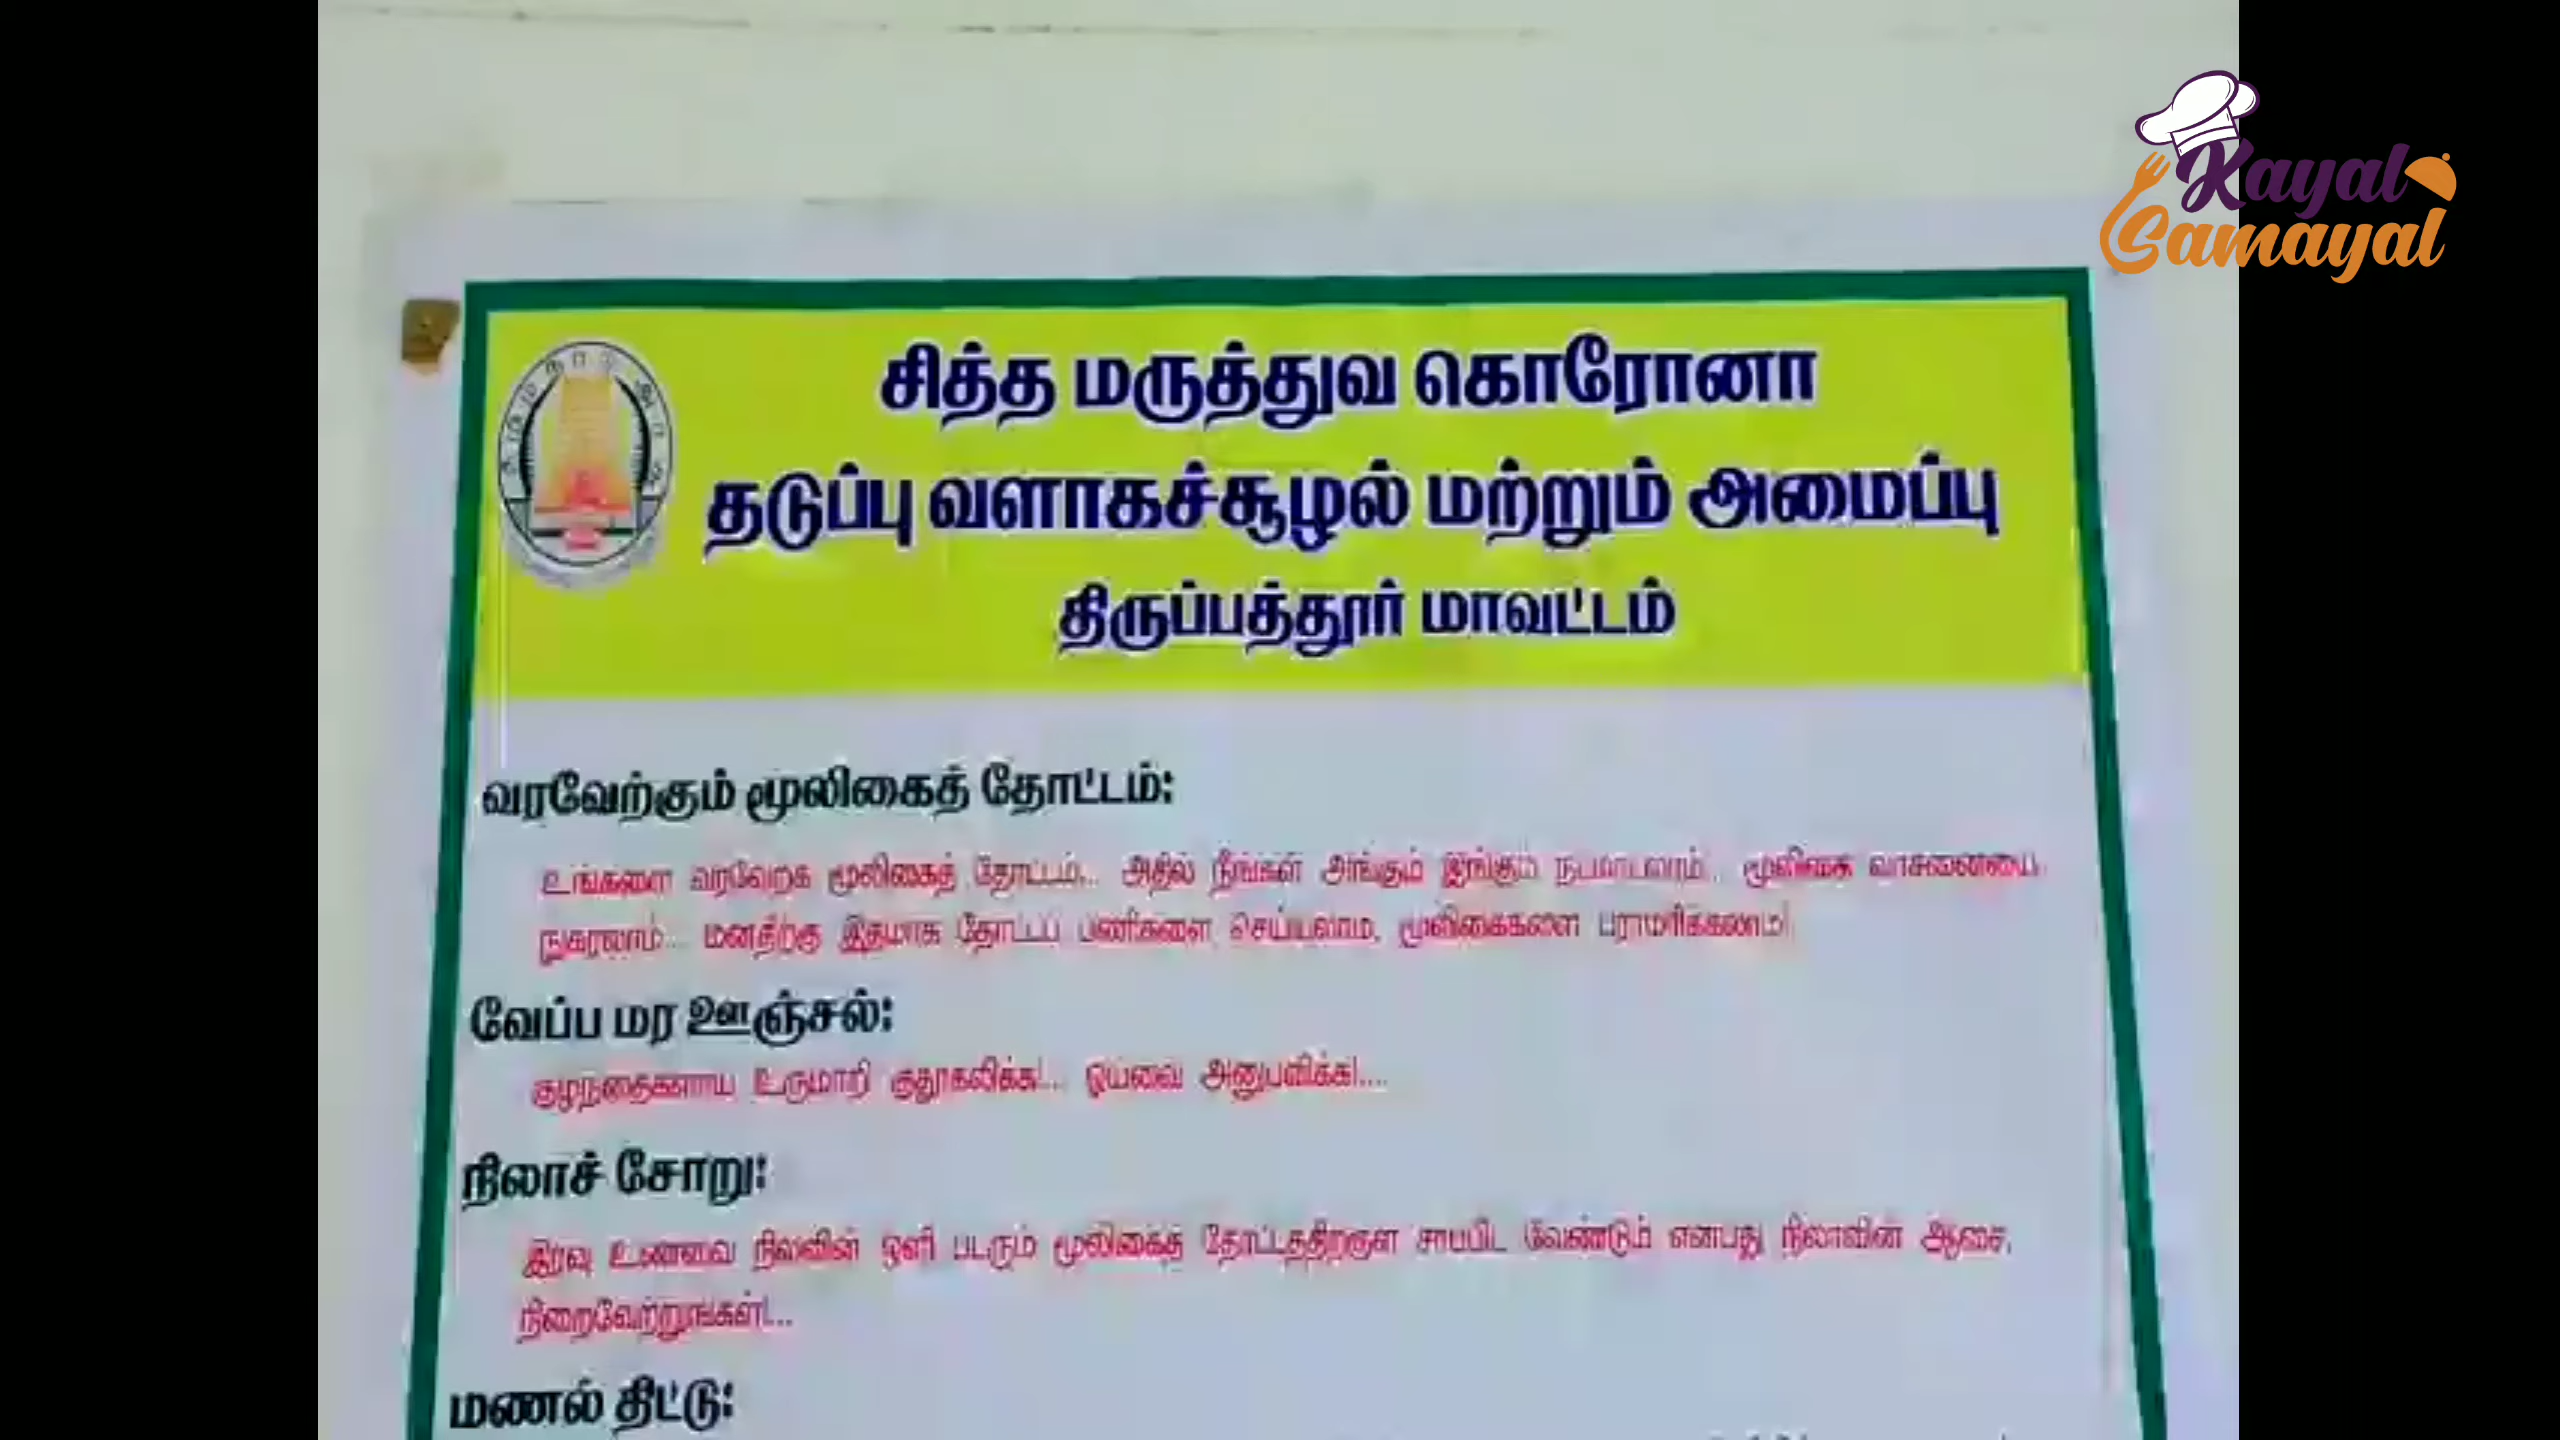 Kayal
Samayal
சித்த மருத்துவ கொரோனா
தடுப்பு வளாகச்சூழல் மற்றும் அமைப்பு
திருப்பத்தூர் மாவட்டம்
வரவேற்கும் மூலிகைத் தோட்டம்:
உங்களை வரவேற்க மூலிகைத் தோட்டம்... அதில் நீங்கள் அங்கும் இங்கும் நடமாடலாம்... மூலிகை வாசனையை
நுகரலாம்... மனதிற்கு இதமாக தோட்டப் பணிகளை செய்யலாம், மூலிகைகளை பராமரிக்கலாம்!
வேப்ப மர ஊஞ்சல்:
குழந்தைகளாய் உருமாறி குதூகலிக்க!... ஓய்வை அனுபவிக்க!....
நிலாச் சோறு:
இரவு உணவை நிலவின் ஒளி படரும் மூலிகைத் தோட்டத்திற்குள் சாப்பிட வேண்டும் என்பது நிலாவின் ஆசை,
நிறைவேற்றுங்கள்!...
மணல் திட்டு: